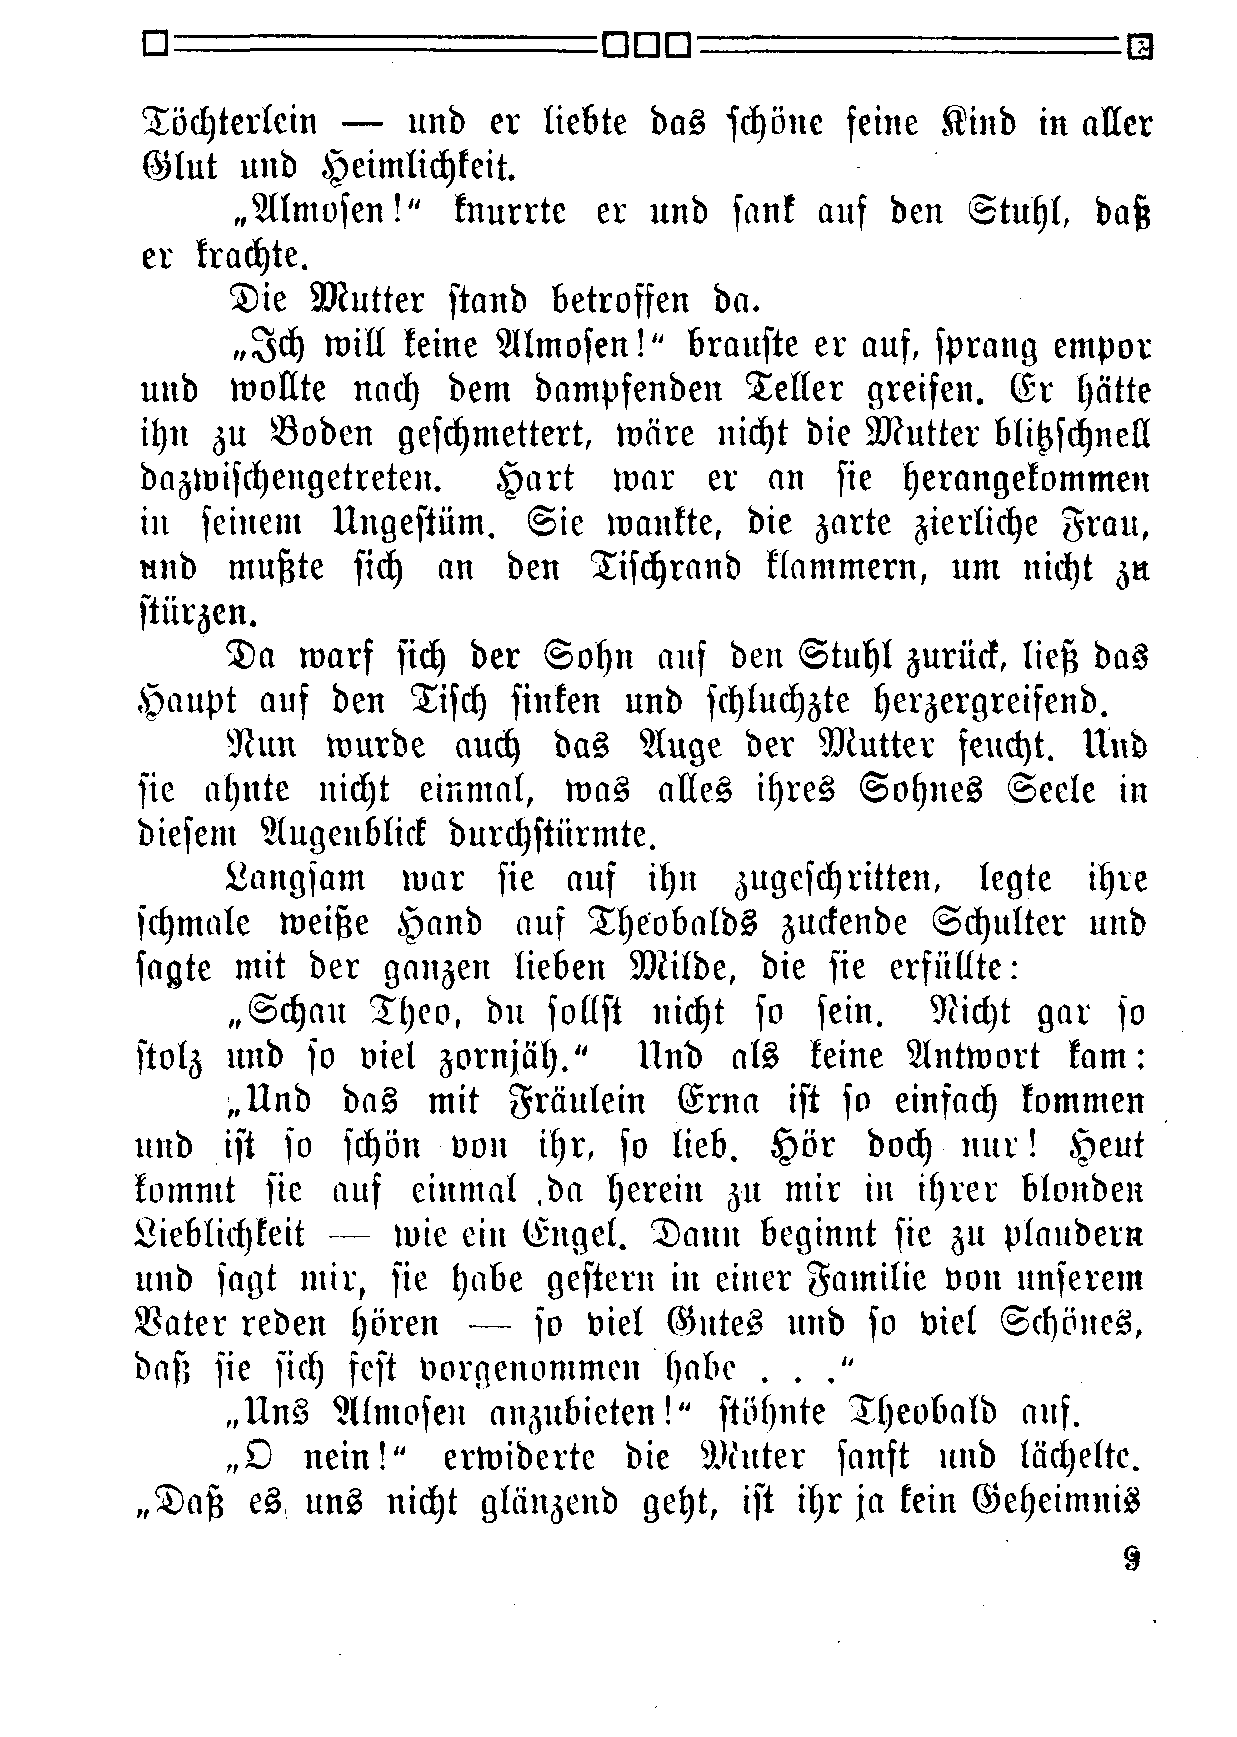 Töchterlein — und er liebte das schöne feine Kind in aller
Glut und Heimlichkeit.
„Almosen!“ knurrte er und sank auf den Stuhl, daß
er krachte.
Die Mutter stand betroffen da.
„Ich will keine Almosen!“ brauste er auf, sprang empor
und wollte nach dem dampfenden Teller greifen. Er hätte
ihn zu Boden geschmettert, wäre nicht die Mutter blitzschnell
dazwischengetreten. Hart war er an sie herangekommen
in seinem Ungestüm. Sie wankte, die zarte zierliche Frau,
und mußte sich an den Tischrand klammern, um nicht zu
stürzen.
Da warf sich der Sohn auf den Stuhl zurück, ließ das
Haupt auf den Tisch sinken und schluchzte herzergreifend.
Nun wurde auch das Auge der Mutter feucht. Und
sie ahnte nicht einmal, was alles ihres Sohnes Seele in
diesem Augenblick durchstürmte.
Langsam war sie auf ihn zugeschritten, legte ihre
schmale weiße Hand auf Theobalds zuckende Schulter und
sagte mit der ganzen lieben Milde, die sie erfüllte:
„Schau Theo, du sollst nicht so sein. Nicht gar so
stolz und so viel zornjäh.“ Und als keine Antwort kam:
„Und das mit Fräulein Erna ist so einfach kommen
und ist so schön von ihr, so lieb. Hör doch nur! Heut
kommt sie auf einmal da herein zu mir in ihrer blonden
Lieblichkeit — wie ein Engel. Dann beginnt sie zu plaudern
und sagt mir, sie habe gestern in einer Familie von unserem
Vater reden hören — so viel Gutes und so viel Schönes,
daß sie sich fest vorgenommen habe . . .“
„Uns Almosen anzubieten!“ stöhnte Theobald auf.
„O nein!“ erwiderte die Mutter sanft und lächelte.
„Daß es uns nicht glänzend geht, ist ihr ja kein Geheimnis
9